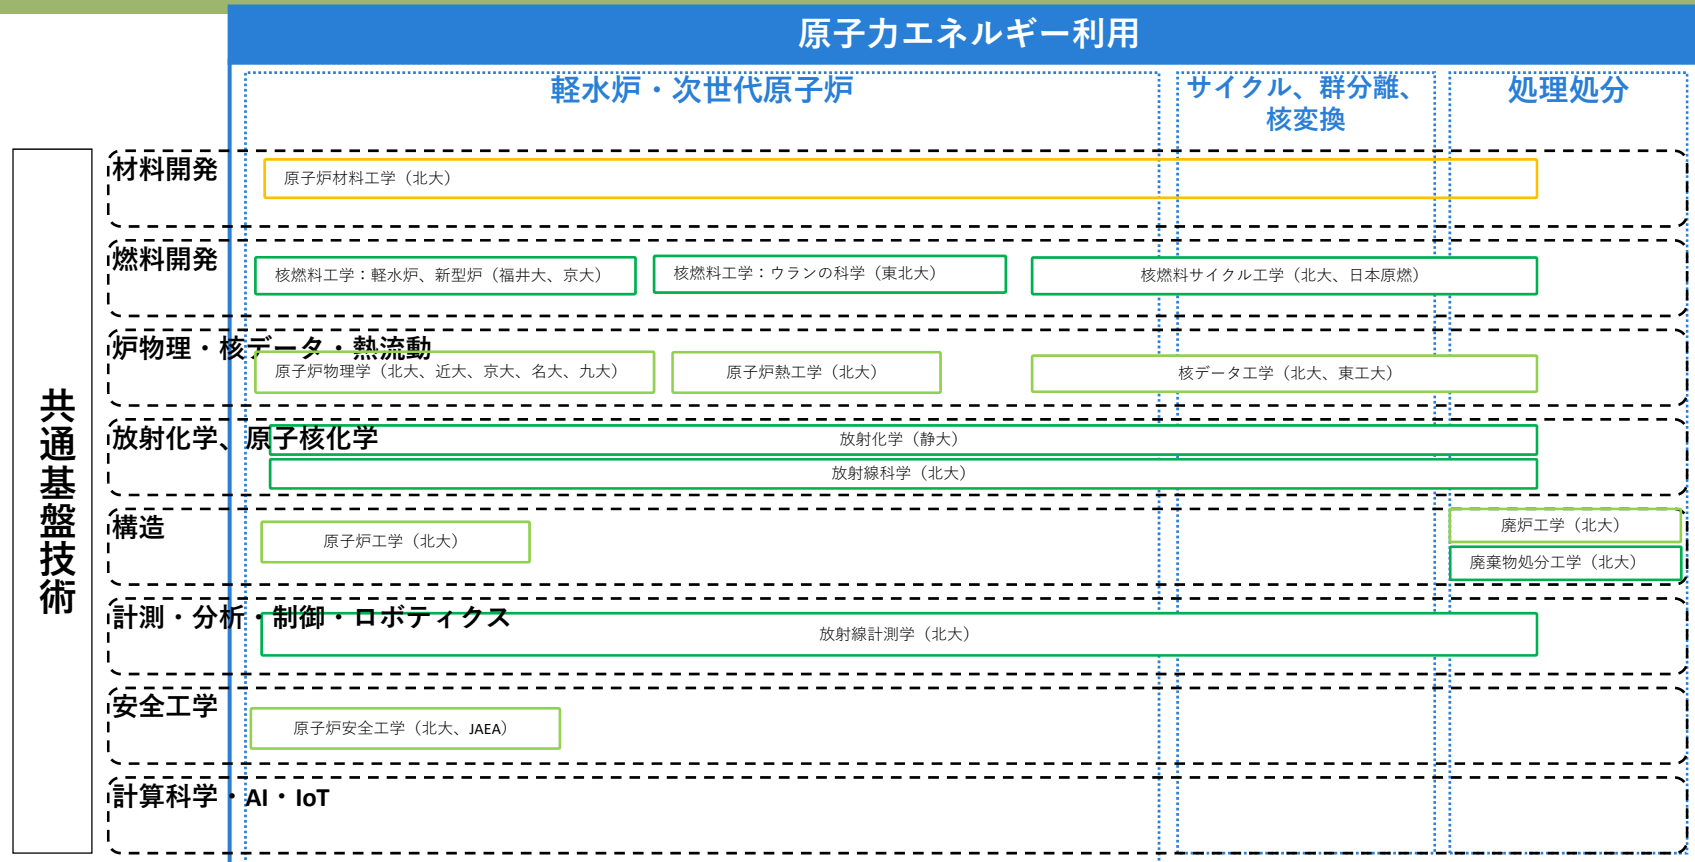 原子力エネルギー利用
軽水炉・次世代原子炉
サイクル、群分離、
核変換
処理処分
共通基盤技術
材料開発
原子炉材料工学（北大）
燃料開発
核燃料工学：軽水炉、新型炉（福井大、京大）
核燃料工学：ウランの科学（東北大）
核燃料サイクル工学（北大、日本原燃）
炉物理・核データ・熱流動
原子炉物理学（北大、近大、京大、名大、九大）
原子炉熱工学（北大）
核データ工学（北大、東工大）
放射化学、原子核化学
放射化学（静大）
放射線科学（北大）
構造
原子炉工学（北大）
廃炉工学（北大）
廃棄物処分工学（北大）
計測・分析・制御・ロボティクス
放射線計測学（北大）
安全工学
原子炉安全工学（北大、JAEA）
計算科学・AI・IoT